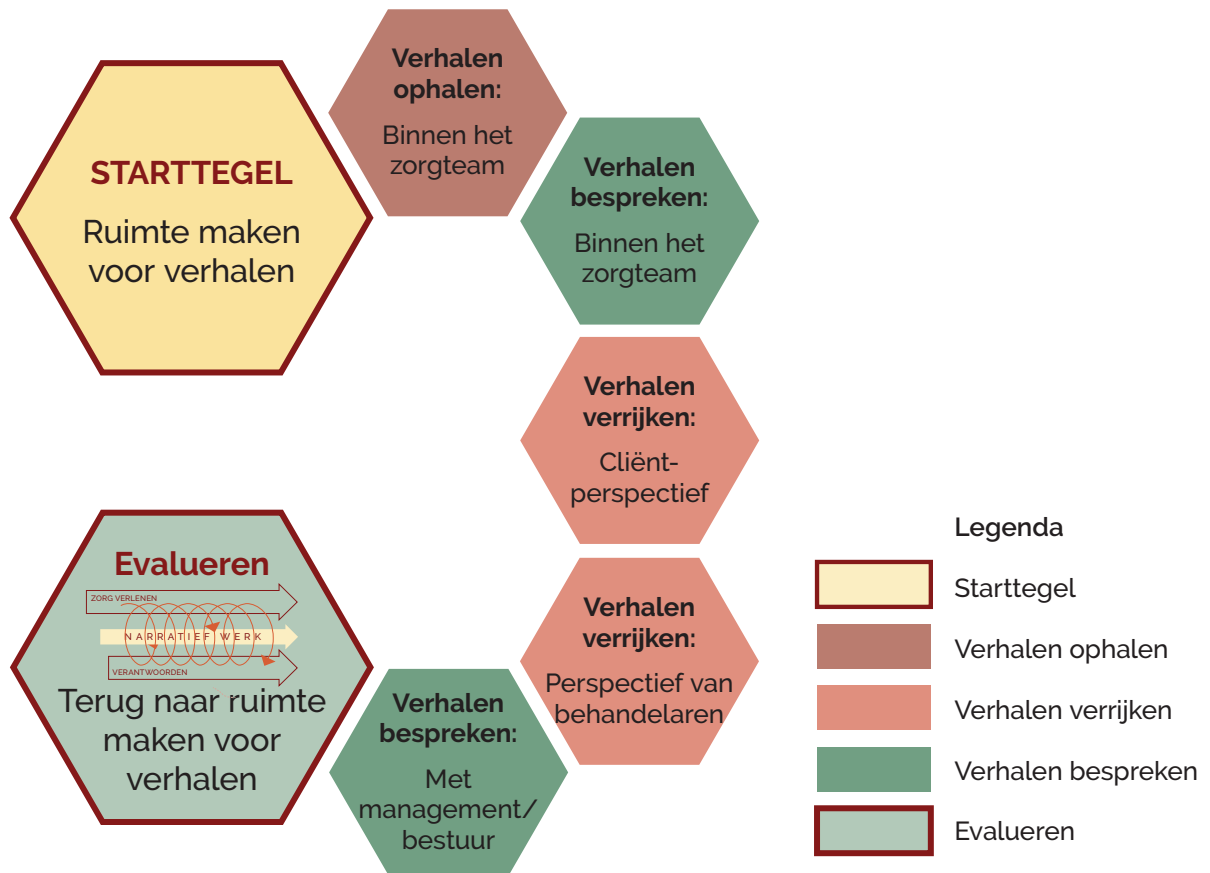 STARTTEGEL
Ruimte maken
voor verhalen
Verhalen
ophalen:
Binnen het
zorgteam
Verhalen
bespreken:
Binnen het
zorgteam
Verhalen
verrijken:
Cliënt-
perspectief
Verhalen
verrijken:
Perspectief van
behandelaren
Verhalen
bespreken:
Met
management/
bestuur
Evalueren
ZORG VERLENEN
NARRATIEF WERK
VERANTWOORDEN
Terug naar ruimte
maken voor
verhalen
Legenda
Starttegel
Verhalen ophalen
Verhalen verrijken
Verhalen bespreken
Evalueren